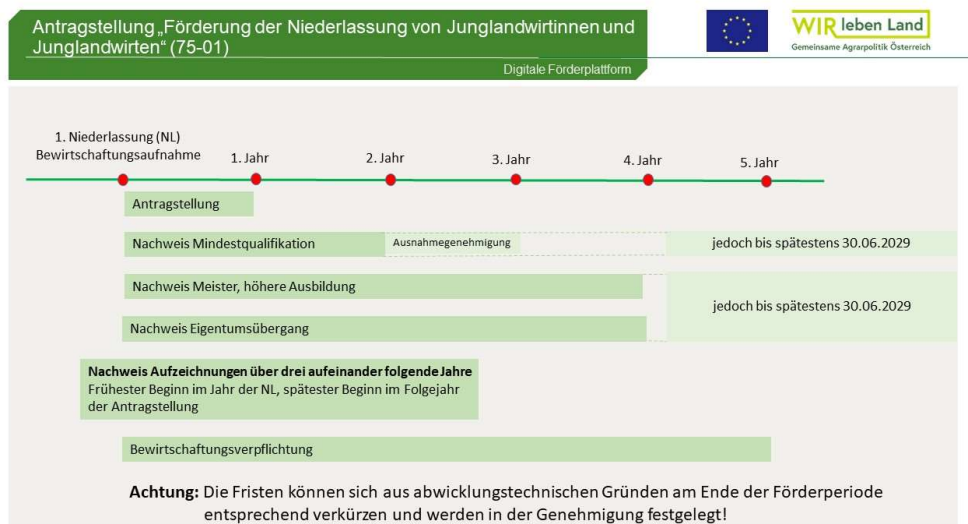 Antragstellung „Förderung der Niederlassung von Junglandwirtinnen und
Junglandwirten“ (75-01)
Digitale Förderplattform
WIR leben Land
Gemeinsame Agrarpolitik Österreich
1. Niederlassung (NL)
Bewirtschaftungsaufnahme
1. Jahr
2. Jahr
3. Jahr
4. Jahr
5. Jahr
Antragstellung
Nachweis Mindestqualifikation
Ausnahmegenehmigung
jedoch bis spätestens 30.06.2029
Nachweis Meister, höhere Ausbildung
jedoch bis spätestens 30.06.2029
Nachweis Eigentumsübergang
Nachweis Aufzeichnungen über drei aufeinander folgende Jahre
Frühester Beginn im Jahr der NL, spätester Beginn im Folgejahr
der Antragstellung
Bewirtschaftungsverpflichtung
Achtung: Die Fristen können sich aus abwicklungstechnischen Gründen am Ende der Förderperiode
entsprechend verkürzen und werden in der Genehmigung festgelegt!